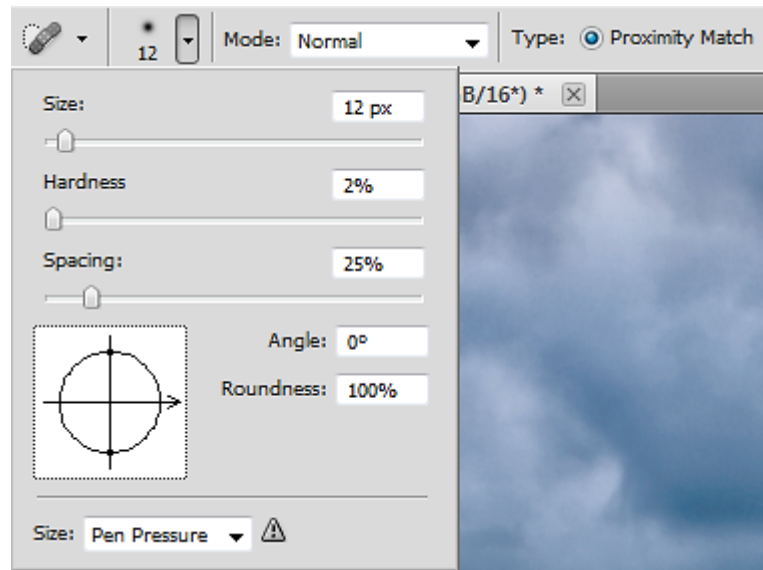 12
Mode: Normal
Type: Proximity Match
B/16*) *
Size: 12 px
Hardness 2%
Spacing: 25%
Angle: 0º
Roundness: 100%
Size: Pen Pressure